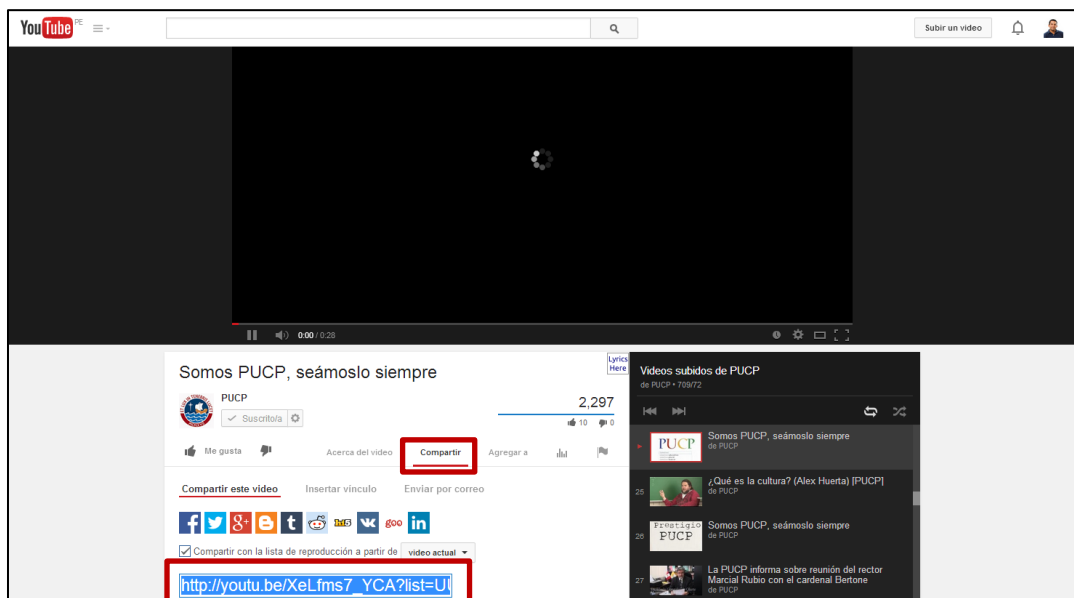 YouTube PE
Subir un video
0:00 / 0:28
Somos PUCP, seámoslo siempre
Lyrics Here
PUCP
Suscrito/a
2,297
10 0
Me gusta
Acerca del video
Compartir
Agregar a
Compartir este video
Insertar vínculo
Enviar por correo
f g+ B t hi5 goo in
Compartir con la lista de reproducción a partir de video actual
http://youtu.be/XeLfms7_YCA?list=U
Videos subidos de PUCP
de PUCP • 709/72
PUCP
Somos PUCP, seámoslo siempre
de PUCP
25
¿Qué es la cultura? (Alex Huerta) [PUCP]
de PUCP
26
Prestigio
PUCP
Somos PUCP, seámoslo siempre
de PUCP
27
La PUCP informa sobre reunión del rector
Marcial Rubio con el cardenal Bertone
de PUCP